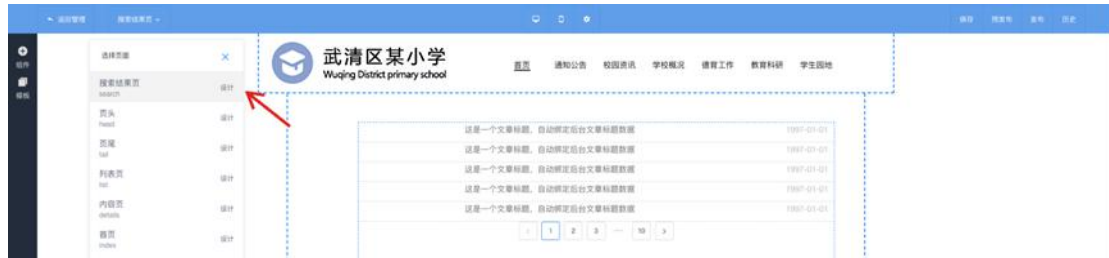 返回管理 搜索结果页
保存 预发布 发布 历史
组件
模板
选择页面 ×
搜索结果页 设计
search
页头 设计
head
页尾 设计
tail
列表页 设计
list
内容页 设计
details
首页 设计
index
武清区某小学
Wuqing District primary school
首页 通知公告 校园资讯 学校概况 德育工作 教育科研 学生园地
这是一个文章标题，自动绑定后台文章标题数据 1997-01-01
这是一个文章标题，自动绑定后台文章标题数据 1997-01-01
这是一个文章标题，自动绑定后台文章标题数据 1997-01-01
这是一个文章标题，自动绑定后台文章标题数据 1997-01-01
这是一个文章标题，自动绑定后台文章标题数据 1997-01-01
‹ 1 2 3 ··· 10 ›